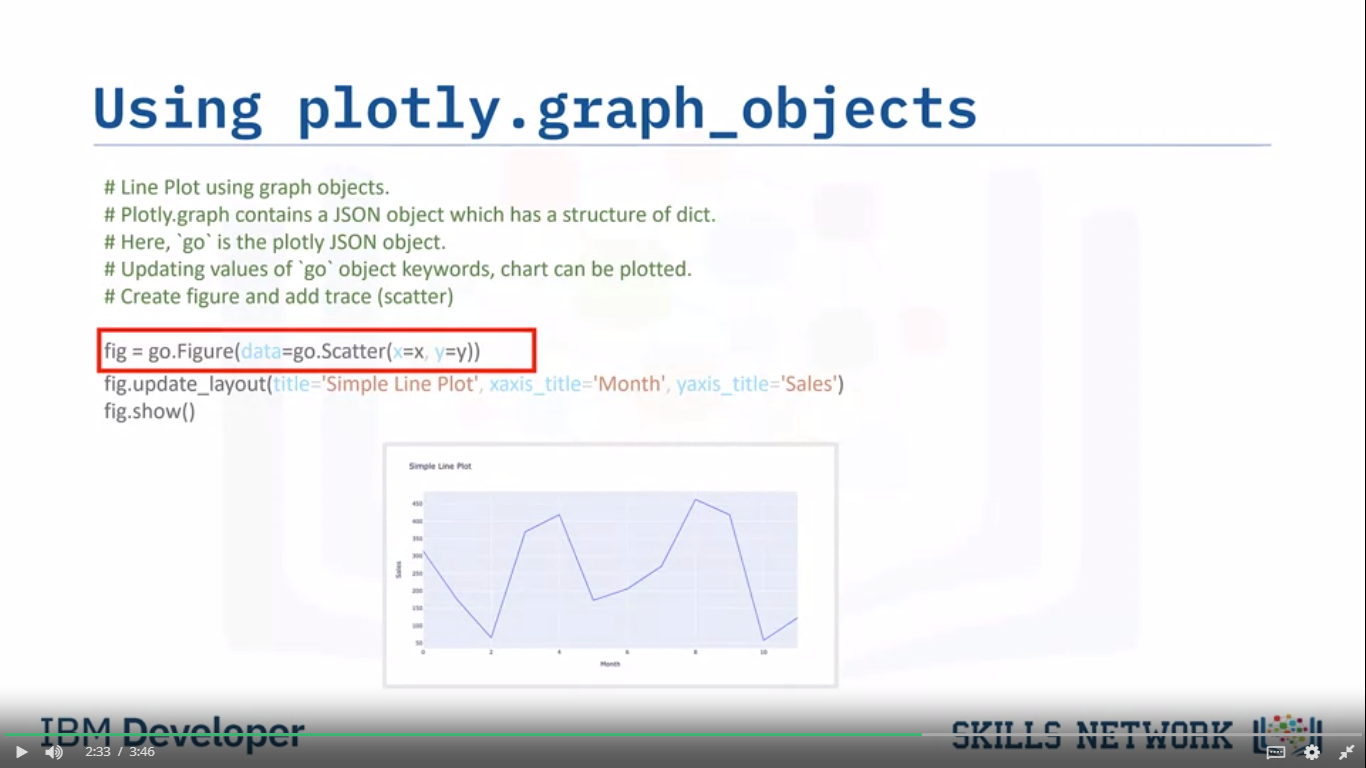 Using plotly.graph_objects
# Line Plot using graph objects.
# Plotly.graph contains a JSON object which has a structure of dict.
# Here, `go` is the plotly JSON object.
# Updating values of `go` object keywords, chart can be plotted.
# Create figure and add trace (scatter)
fig = go.Figure(data=go.Scatter(x=x, y=y))
fig.update_layout(title='Simple Line Plot', xaxis_title='Month', yaxis_title='Sales')
fig.show()
Simple Line Plot
450
400
350
300
250
200
150
100
50
Sales
0 2 4 6 8 10
Month
IBM Developer
SKILLS NETWORK
2:33 / 3:46